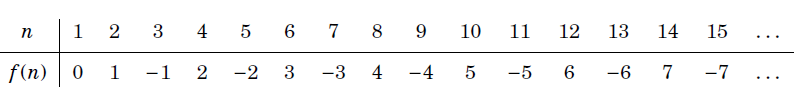 n 1 2 3 4 5 6 7 8 9 10 11 12 13 14 15 ...
f(n) 0 1 −1 2 −2 3 −3 4 −4 5 −5 6 −6 7 −7 ...